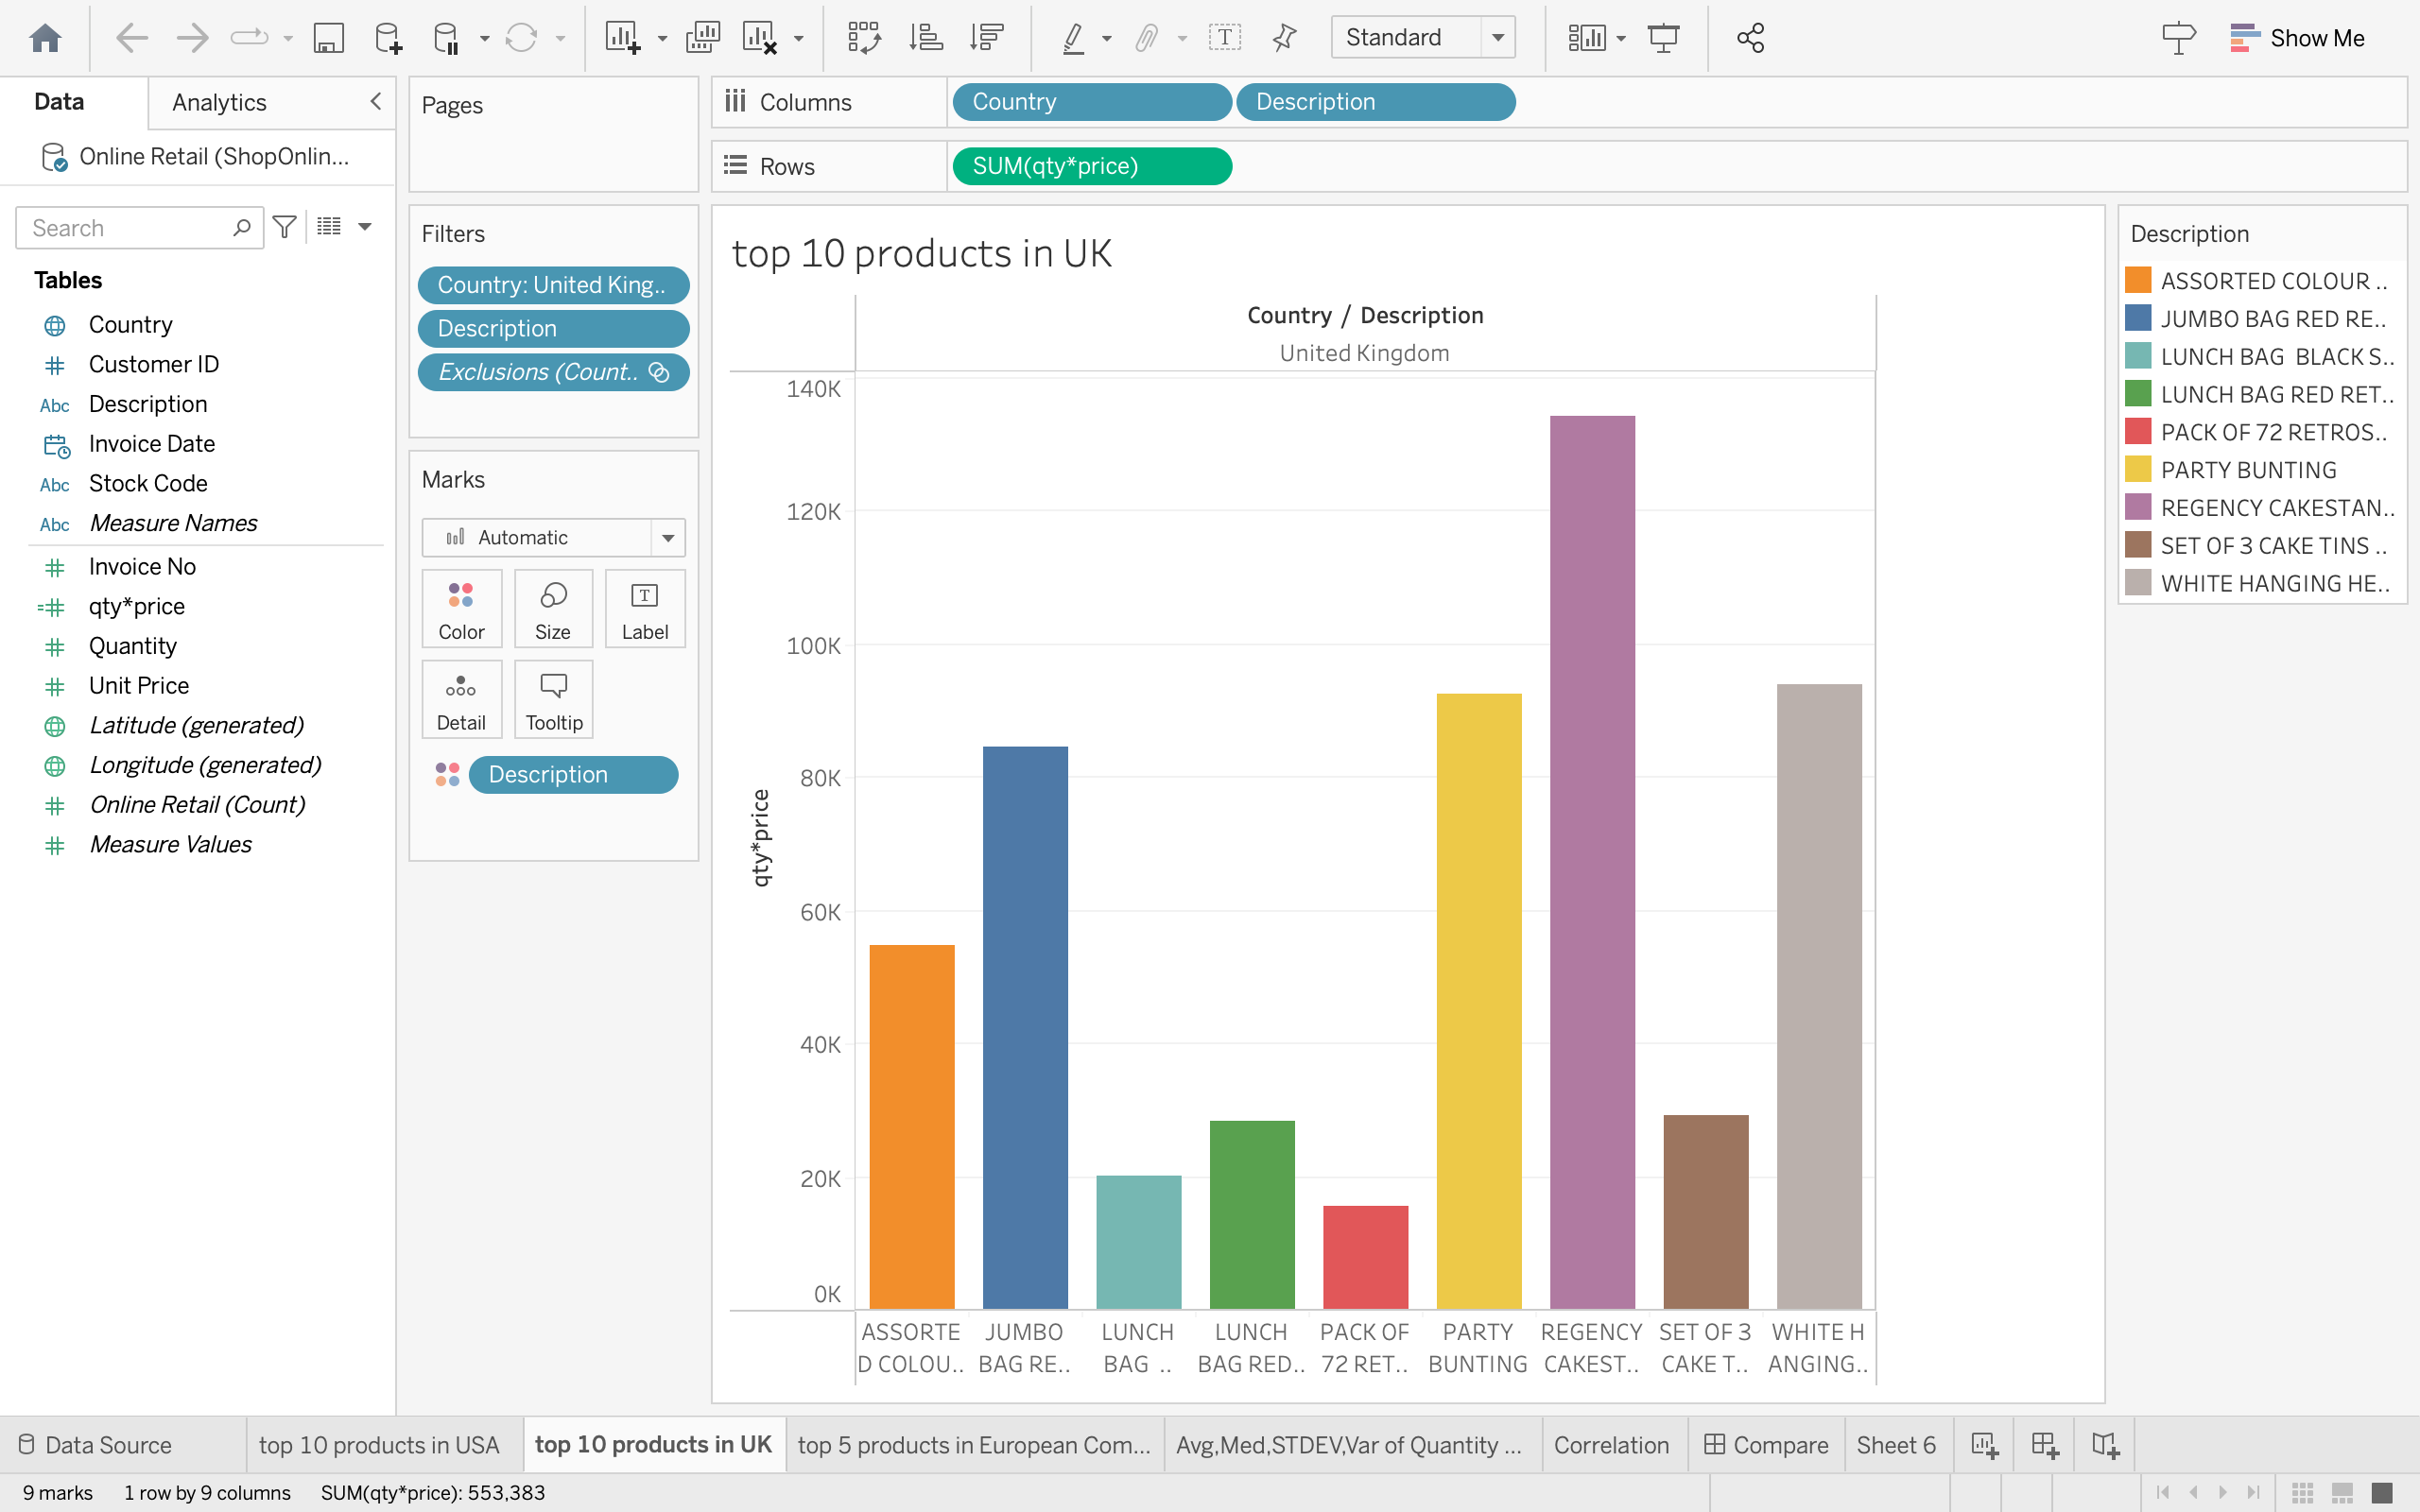 Standard
Show Me
Data
Analytics
Online Retail (ShopOnlin...
Search
Tables
Country
Customer ID
Abc Description
Invoice Date
Abc Stock Code
Abc Measure Names
Invoice No
qty*price
Quantity
Unit Price
Latitude (generated)
Longitude (generated)
Online Retail (Count)
Measure Values
Pages
Filters
Country: United King..
Description
Exclusions (Count..
Marks
Automatic
Color Size Label
Detail Tooltip
Description
Columns Country Description
Rows SUM(qty*price)
top 10 products in UK
Country / Description
United Kingdom
140K
120K
100K
80K
60K
40K
20K
0K
qty*price
ASSORTE
D COLOU..
JUMBO
BAG RE..
LUNCH
BAG ..
LUNCH
BAG RED..
PACK OF
72 RET..
PARTY
BUNTING
REGENCY
CAKEST..
SET OF 3
CAKE T..
WHITE H
ANGING..
Description
ASSORTED COLOUR ..
JUMBO BAG RED RE..
LUNCH BAG  BLACK S..
LUNCH BAG RED RET..
PACK OF 72 RETROS..
PARTY BUNTING
REGENCY CAKESTAN..
SET OF 3 CAKE TINS ..
WHITE HANGING HE..
Data Source
top 10 products in USA
top 10 products in UK
top 5 products in European Com...
Avg,Med,STDEV,Var of Quantity ...
Correlation
Compare
Sheet 6
9 marks
1 row by 9 columns
SUM(qty*price): 553,383